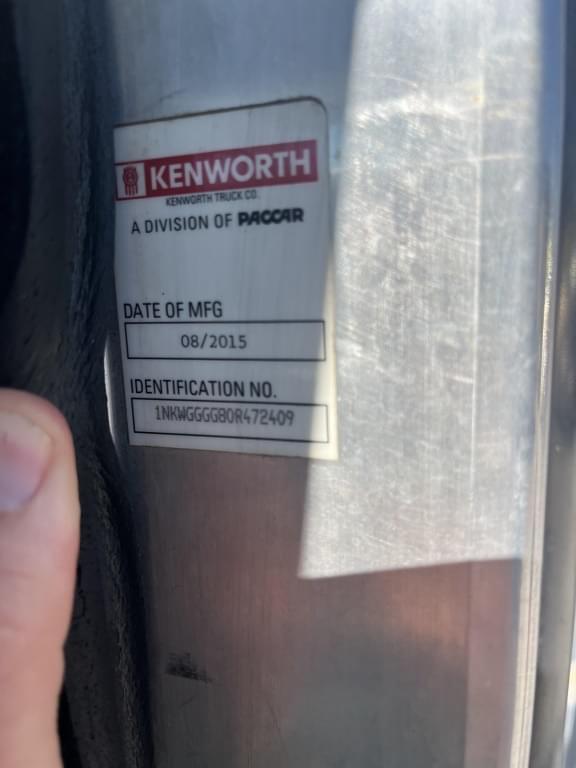 KENWORTH
KENWORTH TRUCK CO.
A DIVISION OF PACCAR
DATE OF MFG
08/2015
IDENTIFICATION NO.
1NKWGGGG80R472409